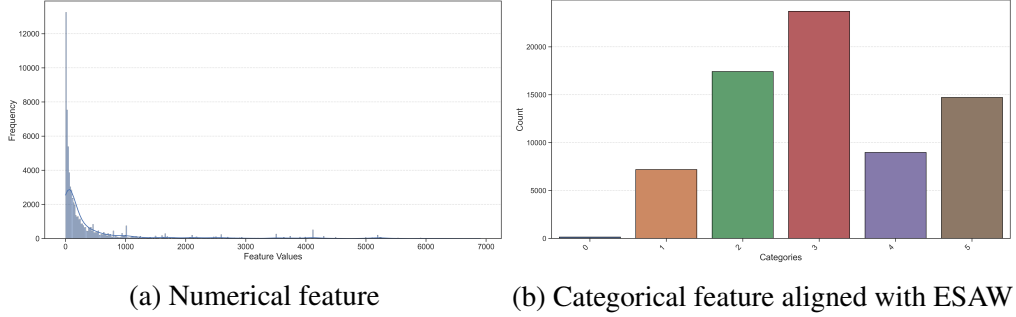 12000
10000
8000
6000
4000
2000
0
Frequency
0 1000 2000 3000 4000 5000 6000 7000
Feature Values
(a) Numerical feature
20000
15000
10000
5000
0
Count
0 1 2 3 4 5
Categories
(b) Categorical feature aligned with ESAW